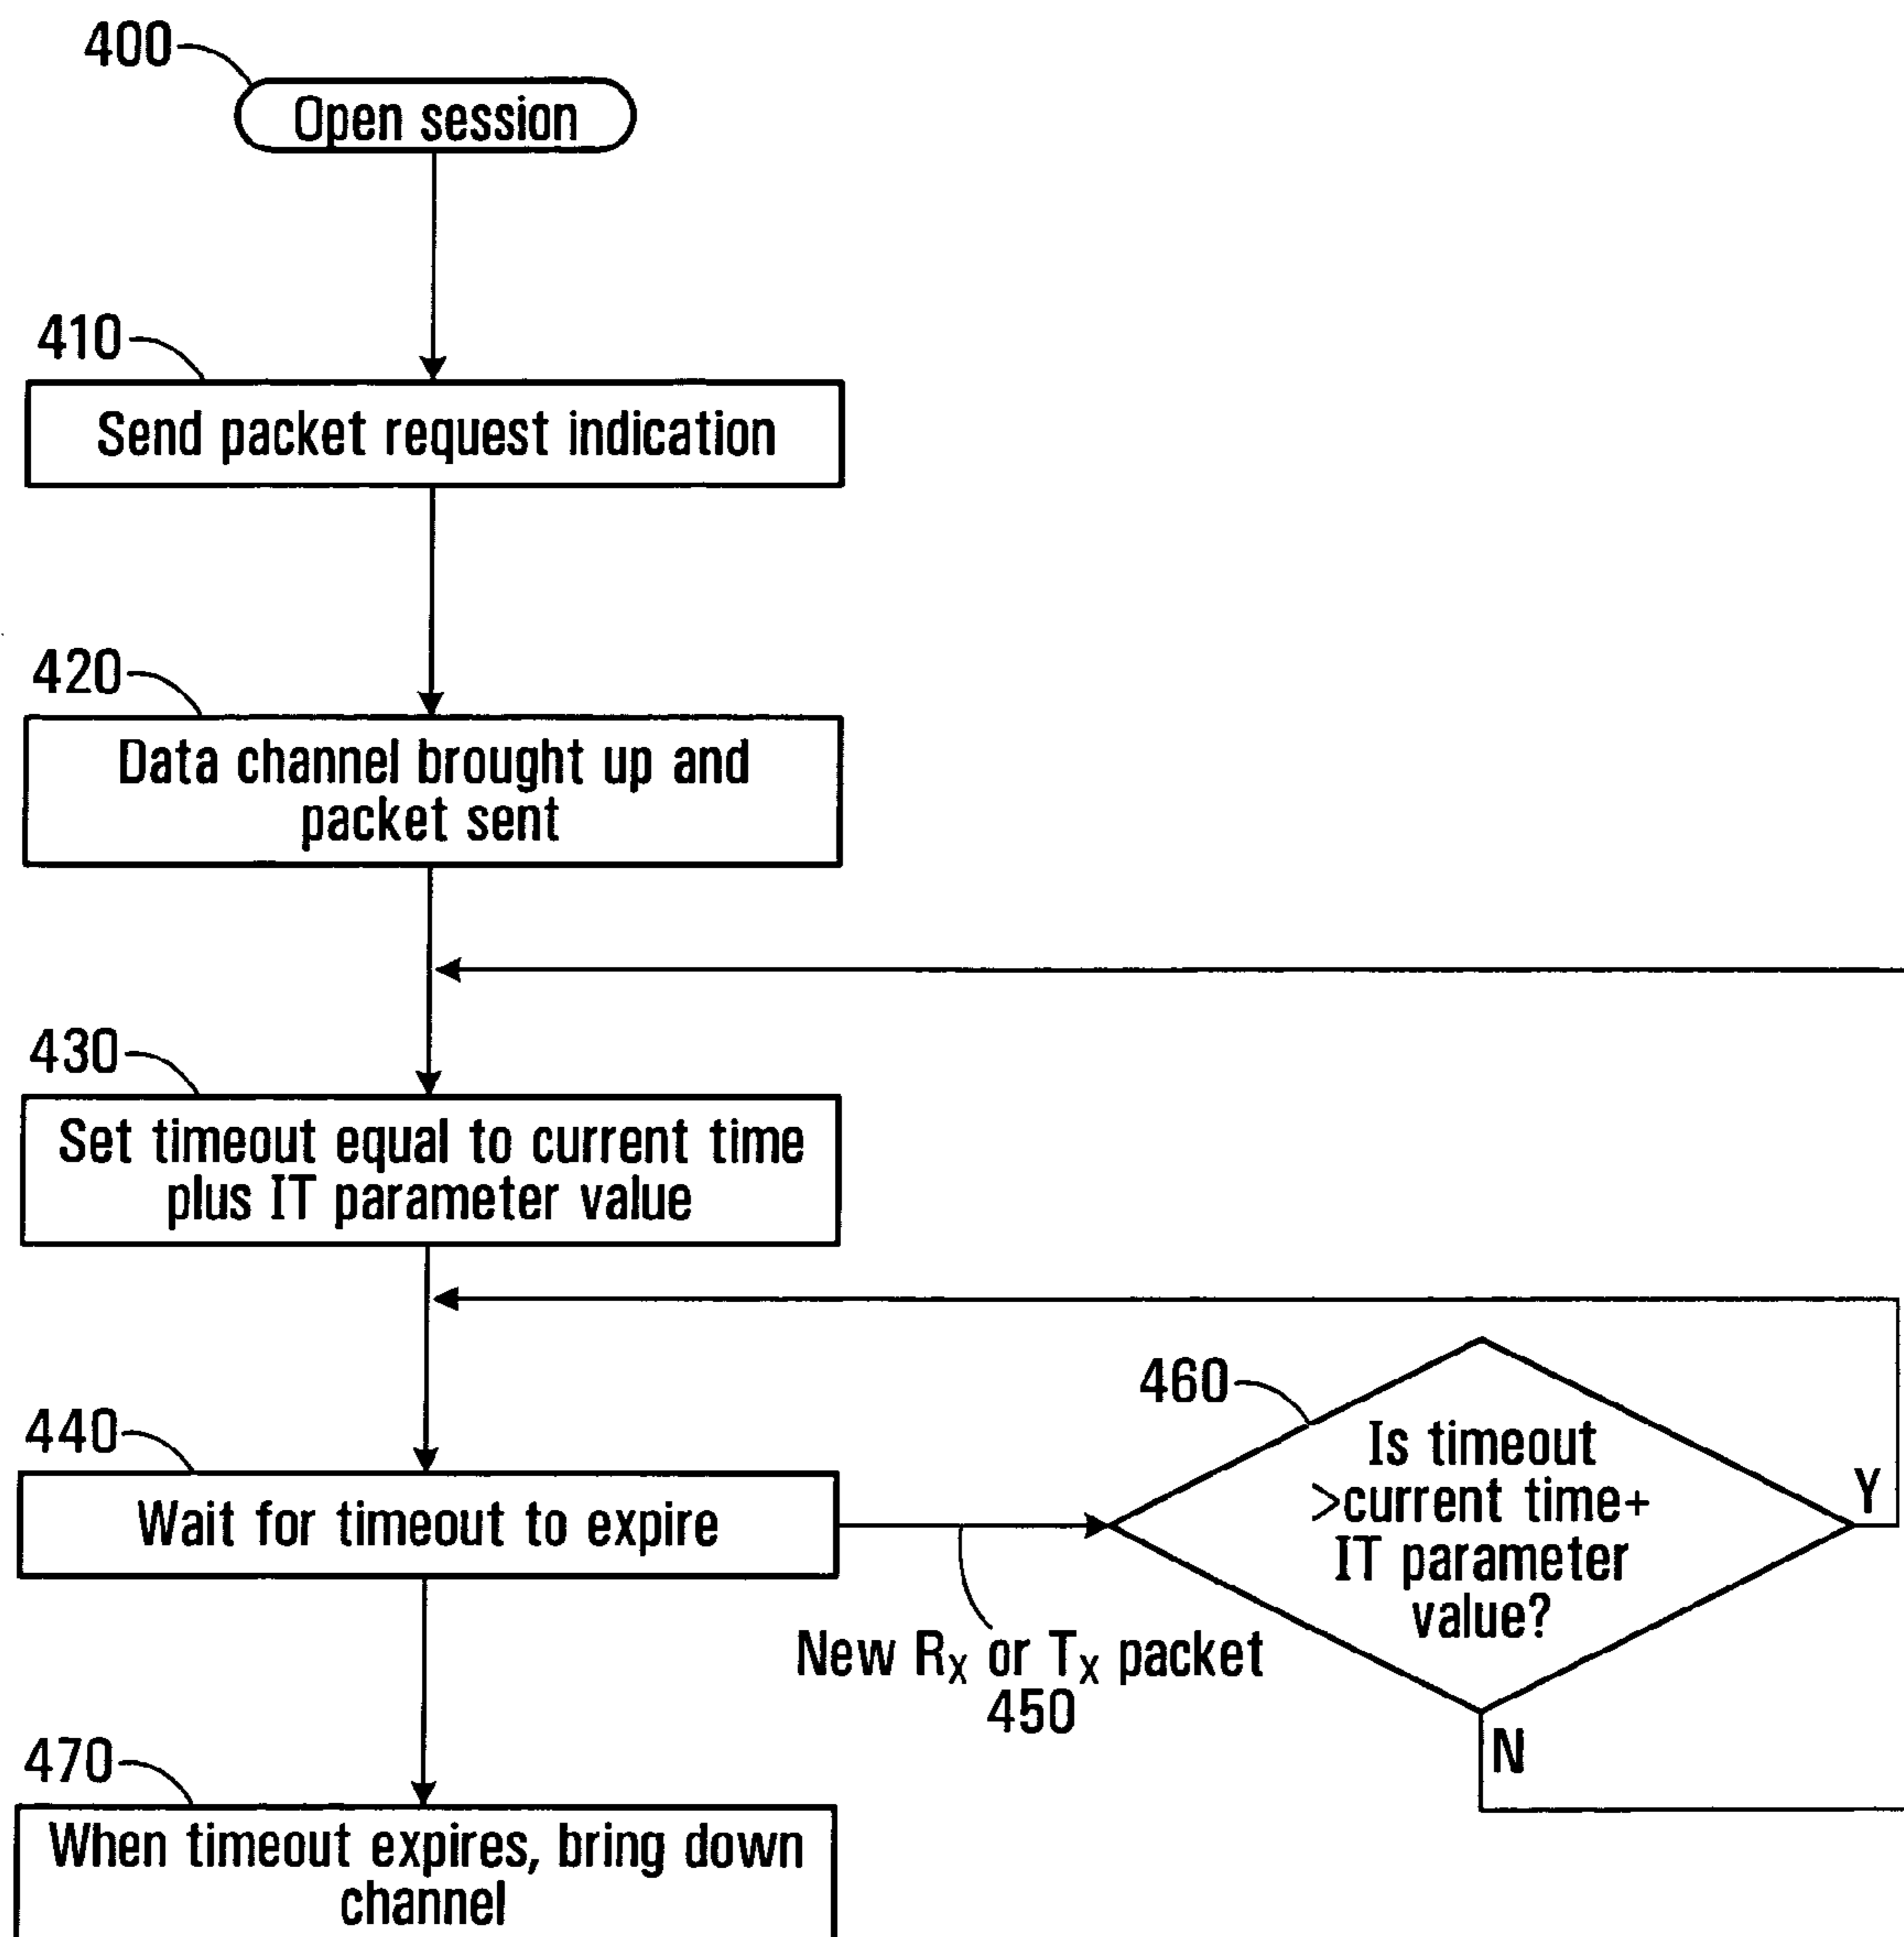 400
Open session
410
Send packet request indication
420
Data channel brought up and
packet sent
430
Set timeout equal to current time
plus IT parameter value
440
Wait for timeout to expire
460
Is timeout
>current time+
IT parameter
value?
Y
New RX or TX packet
450
N
470
When timeout expires, bring down
channel